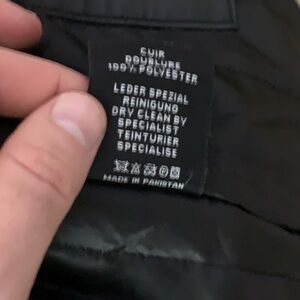 CUIR
DOUBLURE
100% POLYESTER
LEDER SPEZIAL
REINIGUNG
DRY CLEAN BY
SPECIALIST
TEINTURIER
SPECIALISE
MADE IN PAKISTAN